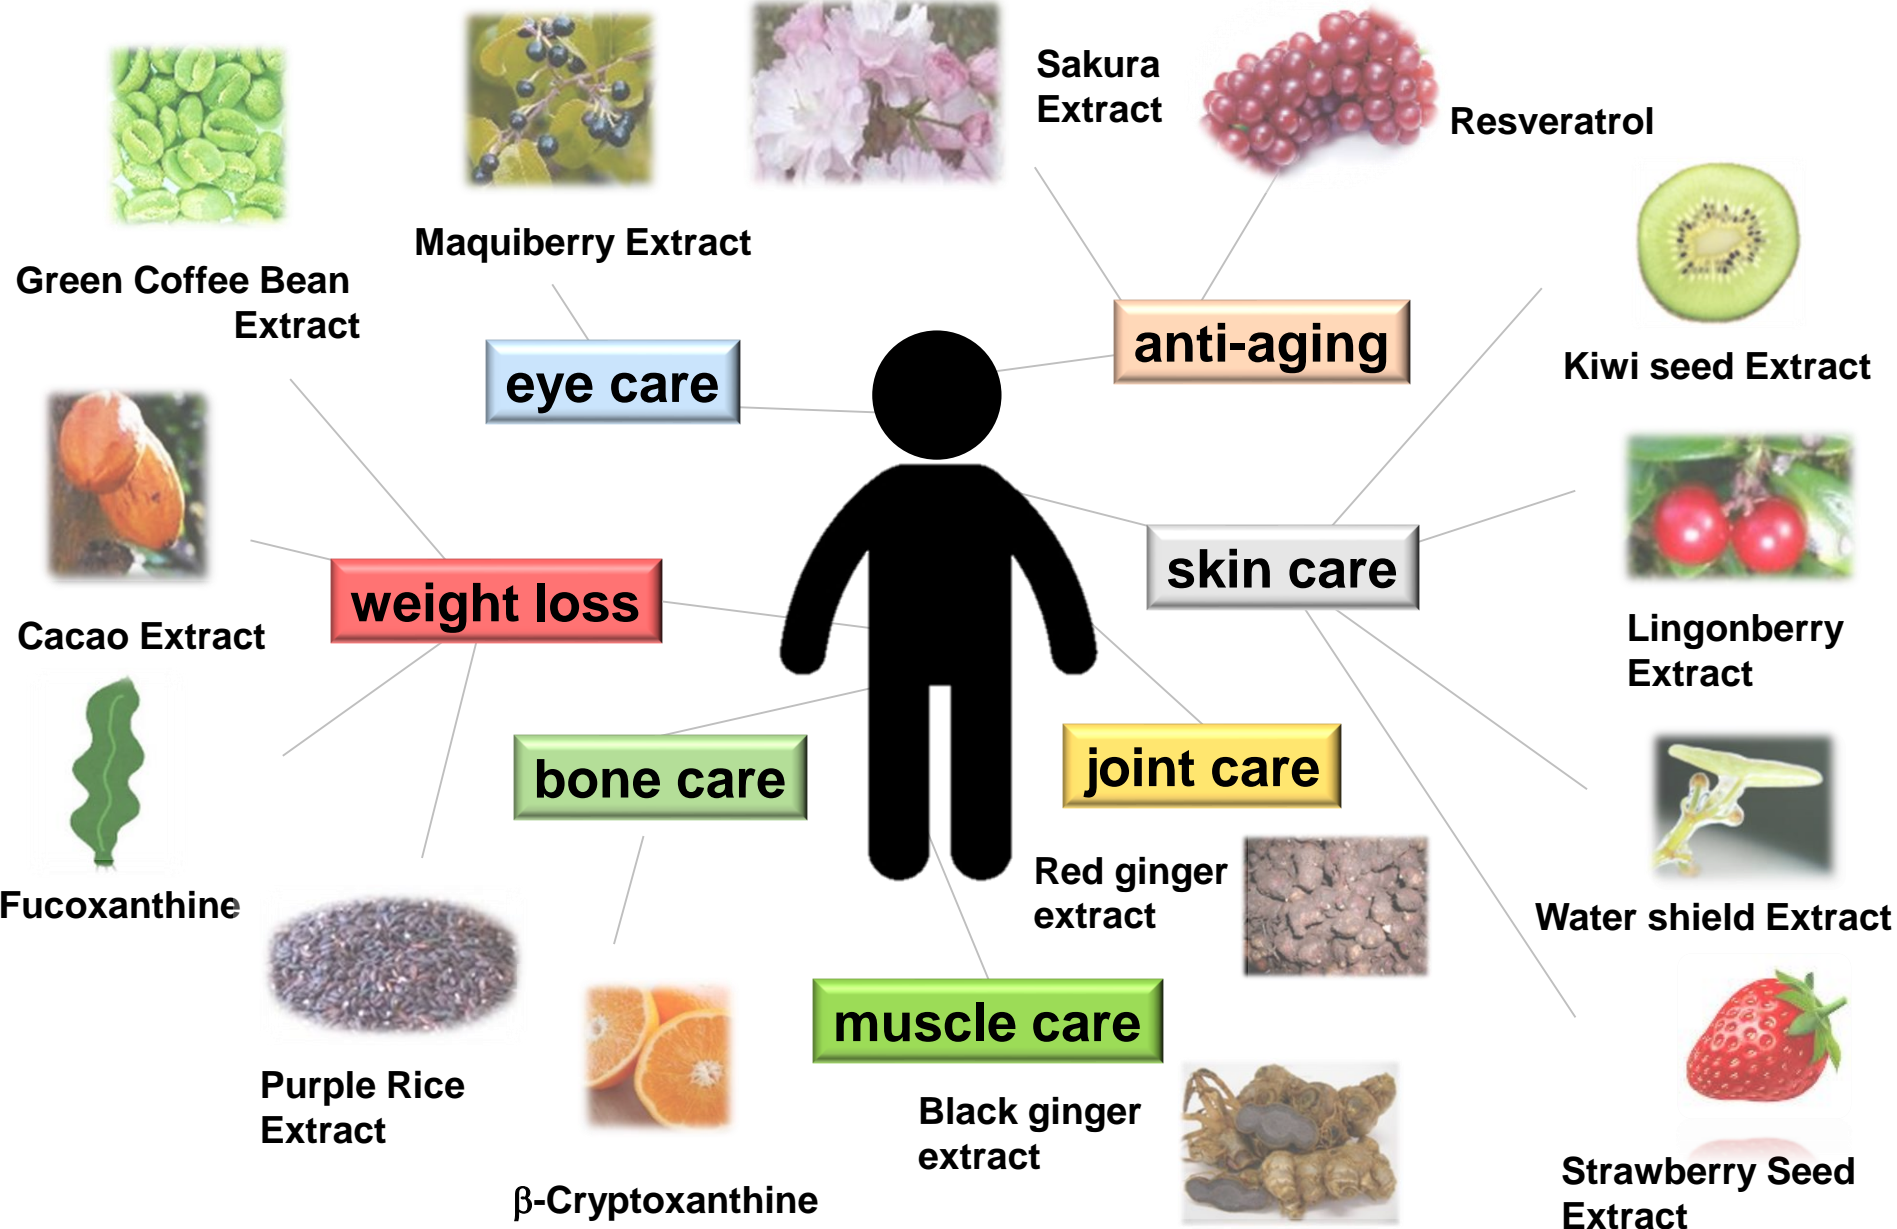 Sakura
Extract
Resveratrol
Maquiberry Extract
Green Coffee Bean
Extract
anti-aging
eye care
Kiwi seed Extract
skin care
weight loss
Cacao Extract
Lingonberry
Extract
bone care
joint care
Red ginger
extract
Fucoxanthine
Water shield Extract
muscle care
Purple Rice
Extract
Black ginger
extract
β-Cryptoxanthine
Strawberry Seed
Extract